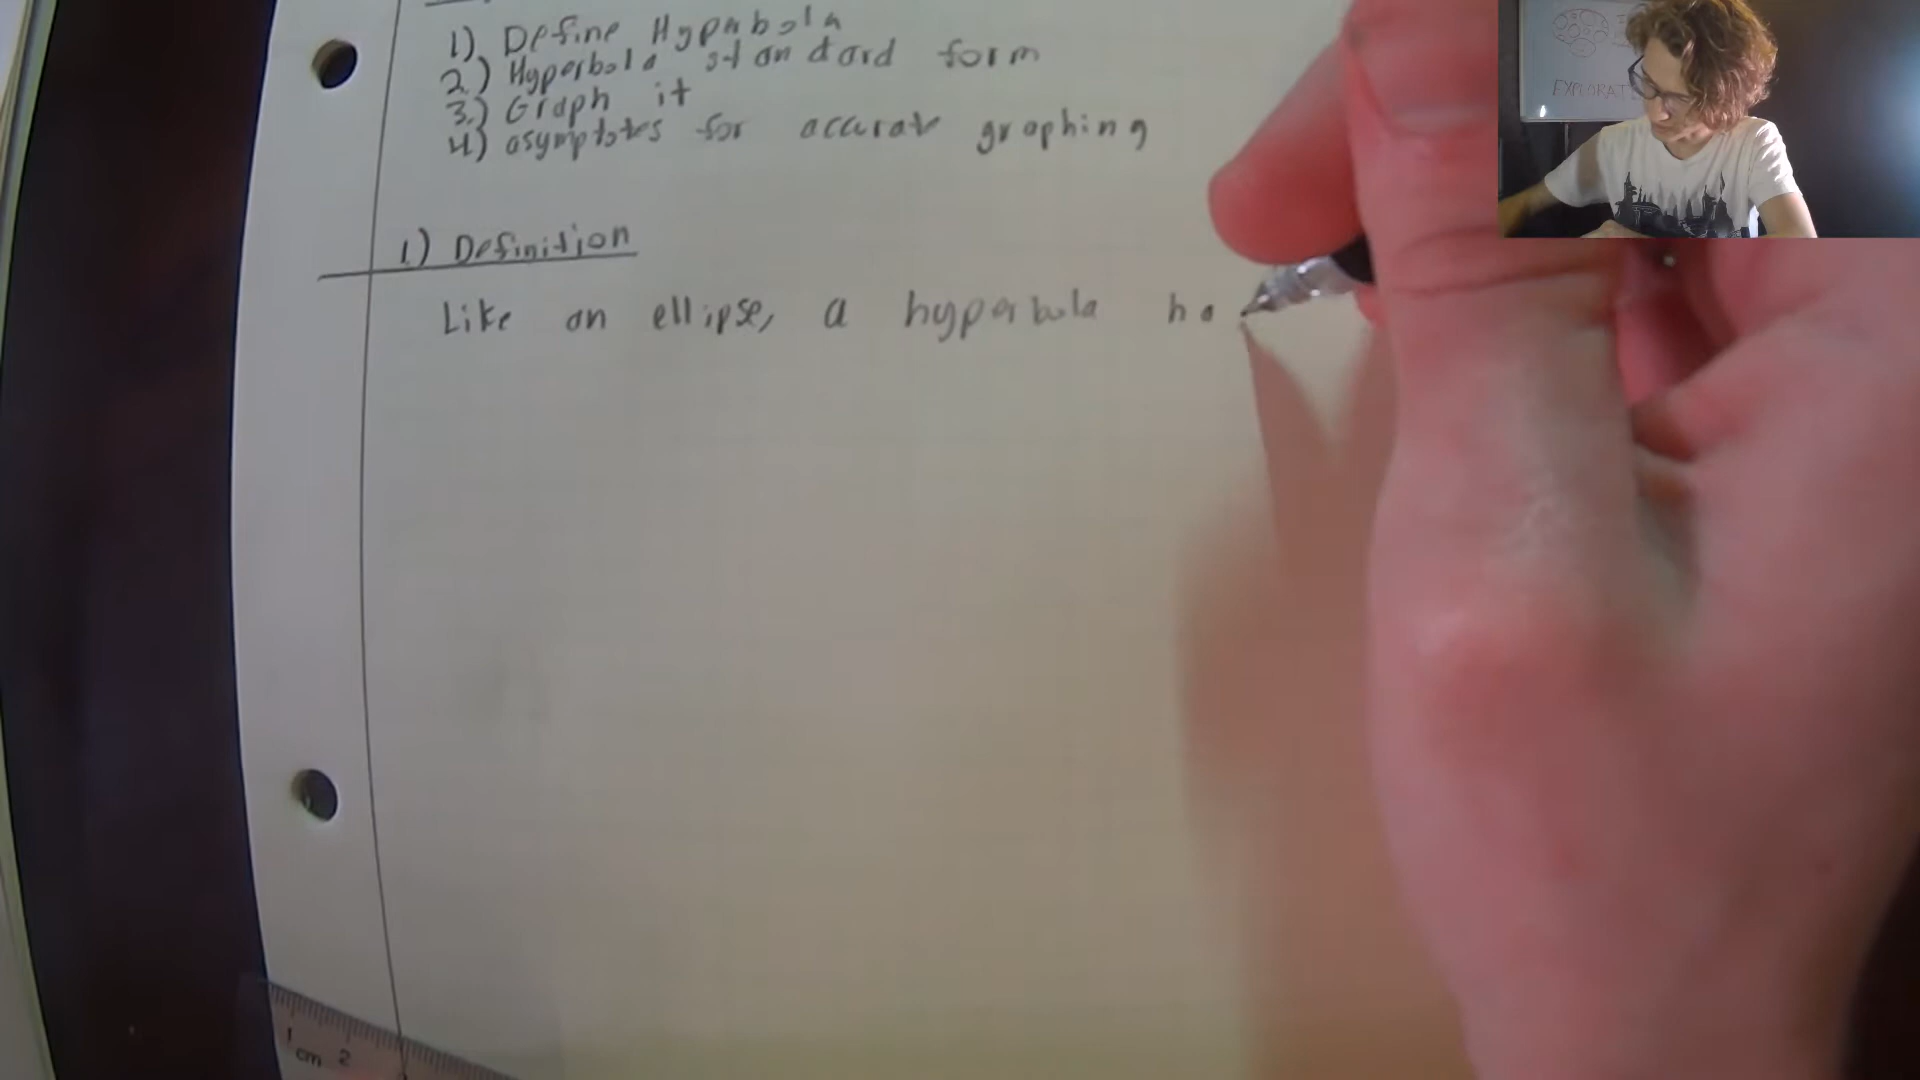 1) Define Hyperbola
2.) Hyperbola standard form
3.) Graph it
4) asymptotes for accurate graphing
1.) Definition
Like an ellipse, a hyperbola ha
EXPLORAT
1 cm 2